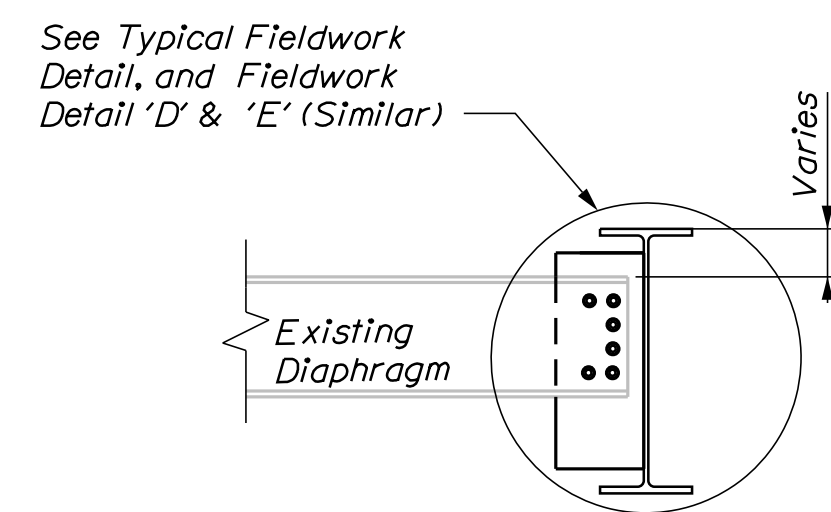 See Typical Fieldwork
Detail, and Fieldwork
Detail 'D' & 'E' (Similar)
Varies
Existing
Diaphragm